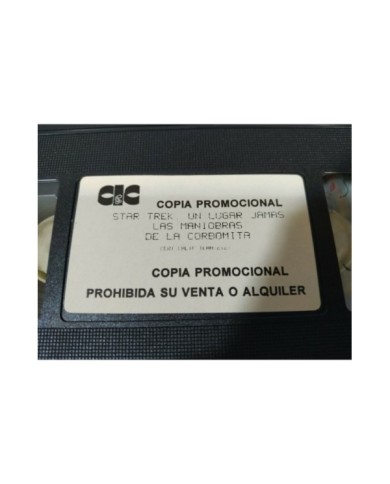 CIC
COPIA PROMOCIONAL
STAR TREK UN LUGAR JAMAS
LAS MANIOBRAS
DE LA CORBOMITA
COPIA PROMOCIONAL
PROHIBIDA SU VENTA O ALQUILER